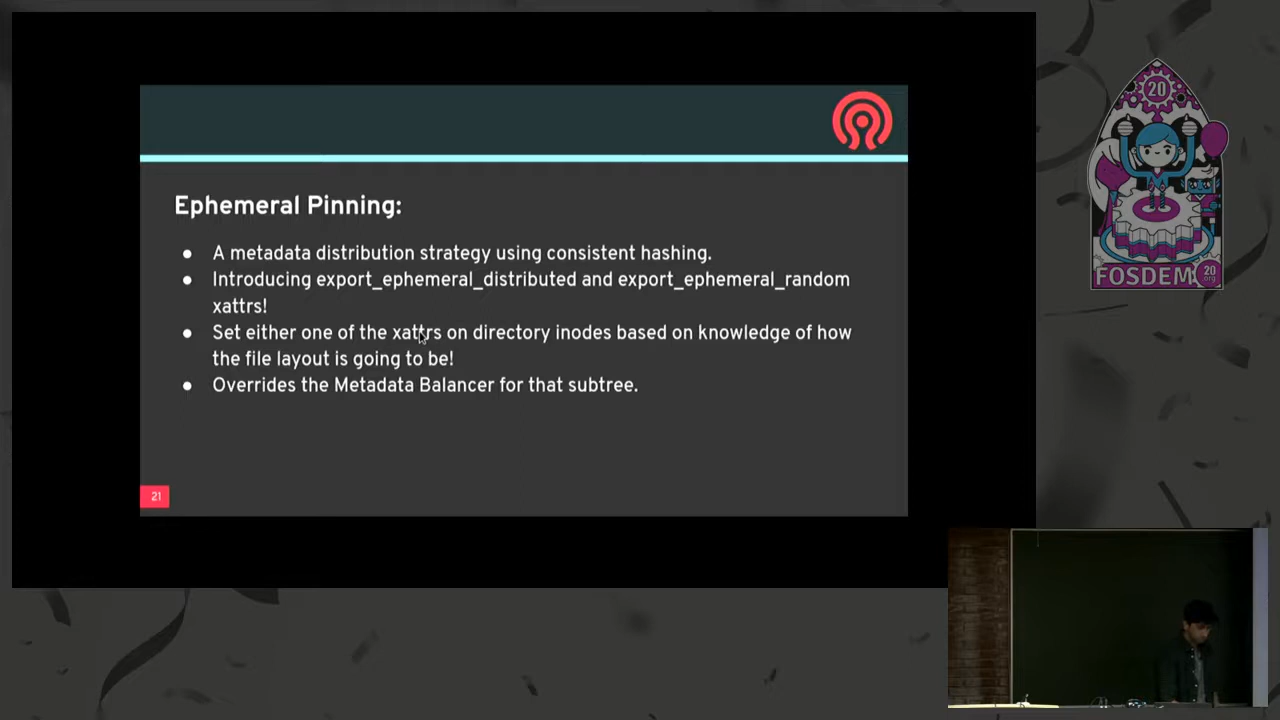 Ephemeral Pinning:
● A metadata distribution strategy using consistent hashing.
● Introducing export_ephemeral_distributed and export_ephemeral_random
xattrs!
● Set either one of the xattrs on directory inodes based on knowledge of how
the file layout is going to be!
● Overrides the Metadata Balancer for that subtree.
21
20
FOSDEM
20
.org